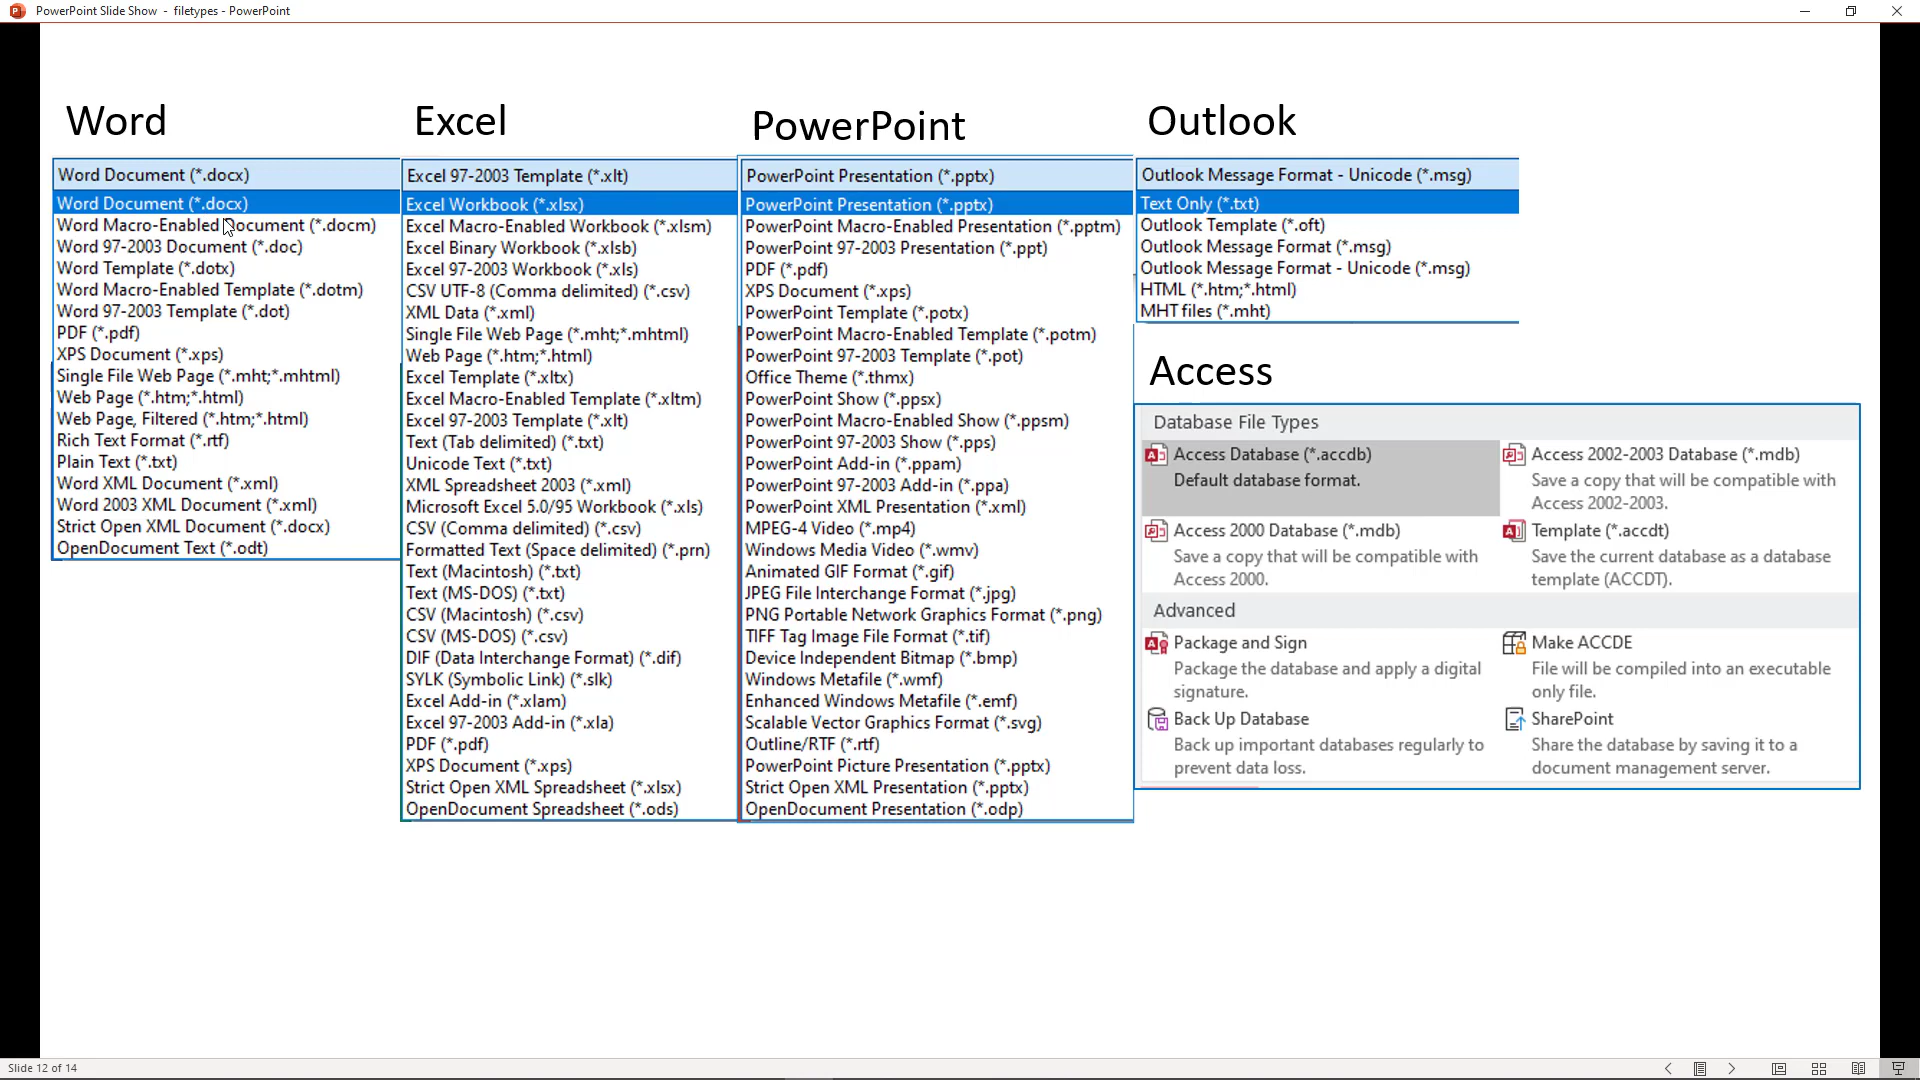 PowerPoint Slide Show - filetypes - PowerPoint
Word
Word Document (*.docx)
Word Document (*.docx)
Word Macro-Enabled Document (*.docm)
Word 97-2003 Document (*.doc)
Word Template (*.dotx)
Word Macro-Enabled Template (*.dotm)
Word 97-2003 Template (*.dot)
PDF (*.pdf)
XPS Document (*.xps)
Single File Web Page (*.mht;*.mhtml)
Web Page (*.htm;*.html)
Web Page, Filtered (*.htm;*.html)
Rich Text Format (*.rtf)
Plain Text (*.txt)
Word XML Document (*.xml)
Word 2003 XML Document (*.xml)
Strict Open XML Document (*.docx)
OpenDocument Text (*.odt)
Excel
Excel 97-2003 Template (*.xlt)
Excel Workbook (*.xlsx)
Excel Macro-Enabled Workbook (*.xlsm)
Excel Binary Workbook (*.xlsb)
Excel 97-2003 Workbook (*.xls)
CSV UTF-8 (Comma delimited) (*.csv)
XML Data (*.xml)
Single File Web Page (*.mht;*.mhtml)
Web Page (*.htm;*.html)
Excel Template (*.xltx)
Excel Macro-Enabled Template (*.xltm)
Excel 97-2003 Template (*.xlt)
Text (Tab delimited) (*.txt)
Unicode Text (*.txt)
XML Spreadsheet 2003 (*.xml)
Microsoft Excel 5.0/95 Workbook (*.xls)
CSV (Comma delimited) (*.csv)
Formatted Text (Space delimited) (*.prn)
Text (Macintosh) (*.txt)
Text (MS-DOS) (*.txt)
CSV (Macintosh) (*.csv)
CSV (MS-DOS) (*.csv)
DIF (Data Interchange Format) (*.dif)
SYLK (Symbolic Link) (*.slk)
Excel Add-in (*.xlam)
Excel 97-2003 Add-in (*.xla)
PDF (*.pdf)
XPS Document (*.xps)
Strict Open XML Spreadsheet (*.xlsx)
OpenDocument Spreadsheet (*.ods)
PowerPoint
PowerPoint Presentation (*.pptx)
PowerPoint Presentation (*.pptx)
PowerPoint Macro-Enabled Presentation (*.pptm)
PowerPoint 97-2003 Presentation (*.ppt)
PDF (*.pdf)
XPS Document (*.xps)
PowerPoint Template (*.potx)
PowerPoint Macro-Enabled Template (*.potm)
PowerPoint 97-2003 Template (*.pot)
Office Theme (*.thmx)
PowerPoint Show (*.ppsx)
PowerPoint Macro-Enabled Show (*.ppsm)
PowerPoint 97-2003 Show (*.pps)
PowerPoint Add-in (*.ppam)
PowerPoint 97-2003 Add-in (*.ppa)
PowerPoint XML Presentation (*.xml)
MPEG-4 Video (*.mp4)
Windows Media Video (*.wmv)
Animated GIF Format (*.gif)
JPEG File Interchange Format (*.jpg)
PNG Portable Network Graphics Format (*.png)
TIFF Tag Image File Format (*.tif)
Device Independent Bitmap (*.bmp)
Windows Metafile (*.wmf)
Enhanced Windows Metafile (*.emf)
Scalable Vector Graphics Format (*.svg)
Outline/RTF (*.rtf)
PowerPoint Picture Presentation (*.pptx)
Strict Open XML Presentation (*.pptx)
OpenDocument Presentation (*.odp)
Outlook
Outlook Message Format - Unicode (*.msg)
Text Only (*.txt)
Outlook Template (*.oft)
Outlook Message Format (*.msg)
Outlook Message Format - Unicode (*.msg)
HTML (*.htm;*.html)
MHT files (*.mht)
Access
Database File Types
Access Database (*.accdb)
Default database format.
Access 2002-2003 Database (*.mdb)
Save a copy that will be compatible with
Access 2002-2003.
Access 2000 Database (*.mdb)
Save a copy that will be compatible with
Access 2000.
Template (*.accdt)
Save the current database as a database
template (ACCDT).
Advanced
Package and Sign
Package the database and apply a digital
signature.
Make ACCDE
File will be compiled into an executable
only file.
Back Up Database
Back up important databases regularly to
prevent data loss.
SharePoint
Share the database by saving it to a
document management server.
Slide 12 of 14